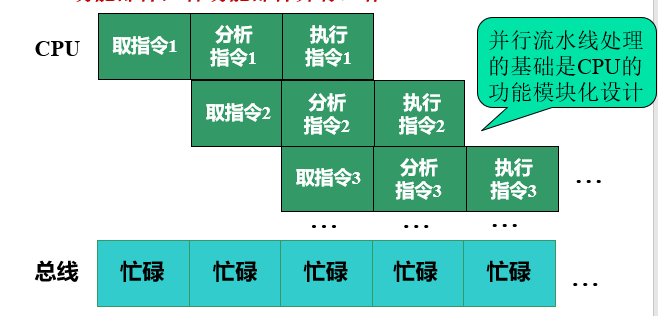 CPU
取指令1
分析
指令1
执行
指令1
并行流水线处理
的基础是CPU的
功能模块化设计
取指令2
分析
指令2
执行
指令2
取指令3
分析
指令3
执行
指令3
…
… … …
总线
忙碌 忙碌 忙碌 忙碌 忙碌 …